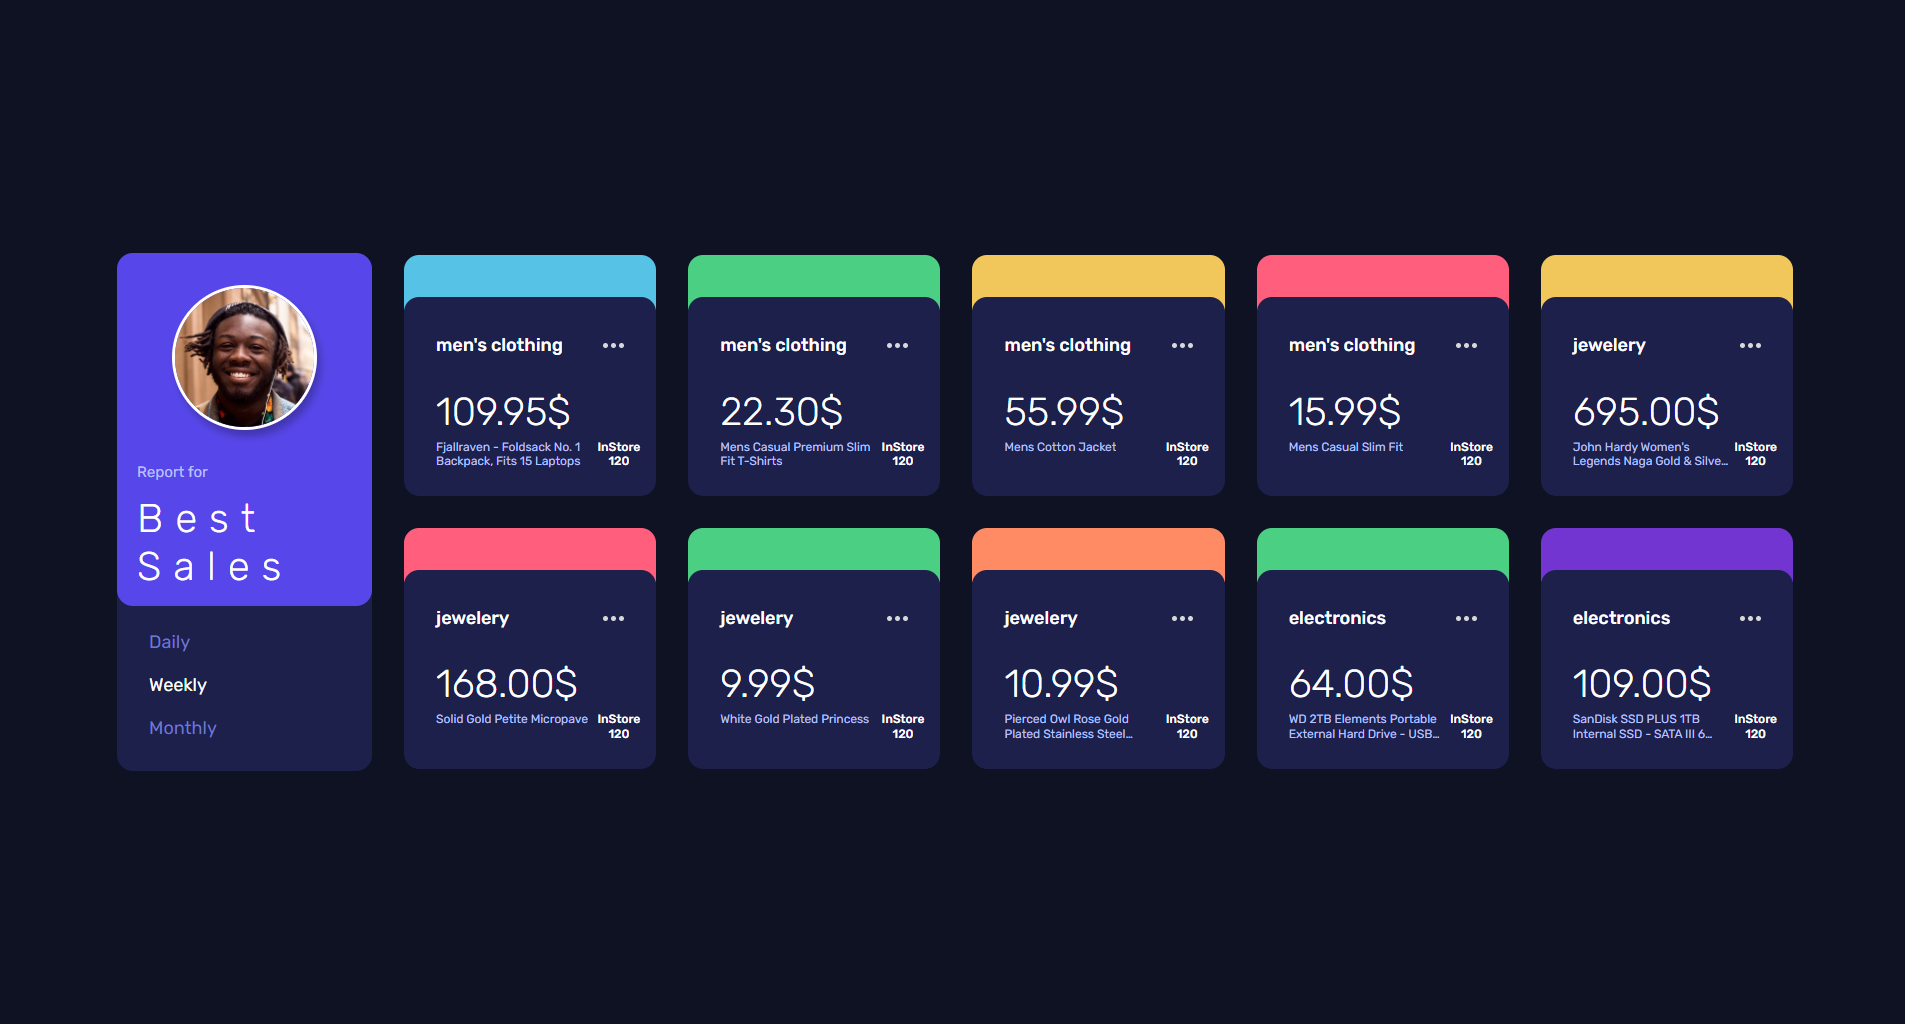 Report for
Best
Sales
Daily
Weekly
Monthly
men's clothing
109.95$
Fjallraven - Foldsack No. 1
Backpack, Fits 15 Laptops
InStore
120
men's clothing
22.30$
Mens Casual Premium Slim
Fit T-Shirts
InStore
120
men's clothing
55.99$
Mens Cotton Jacket
InStore
120
men's clothing
15.99$
Mens Casual Slim Fit
InStore
120
jewelery
695.00$
John Hardy Women's
Legends Naga Gold & Silve...
InStore
120
jewelery
168.00$
Solid Gold Petite Micropave
InStore
120
jewelery
9.99$
White Gold Plated Princess
InStore
120
jewelery
10.99$
Pierced Owl Rose Gold
Plated Stainless Steel...
InStore
120
electronics
64.00$
WD 2TB Elements Portable
External Hard Drive - USB...
InStore
120
electronics
109.00$
SanDisk SSD PLUS 1TB
Internal SSD - SATA III 6...
InStore
120